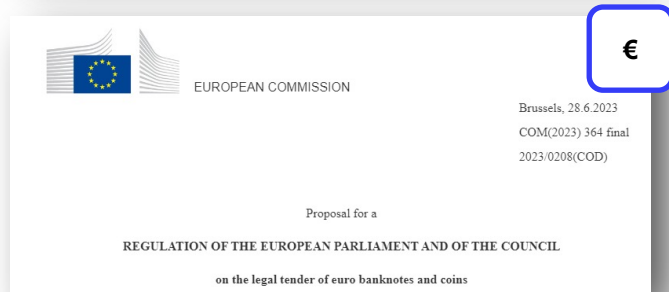 €
EUROPEAN COMMISSION
Brussels, 28.6.2023
COM(2023) 364 final
2023/0208(COD)
Proposal for a
REGULATION OF THE EUROPEAN PARLIAMENT AND OF THE COUNCIL
on the legal tender of euro banknotes and coins